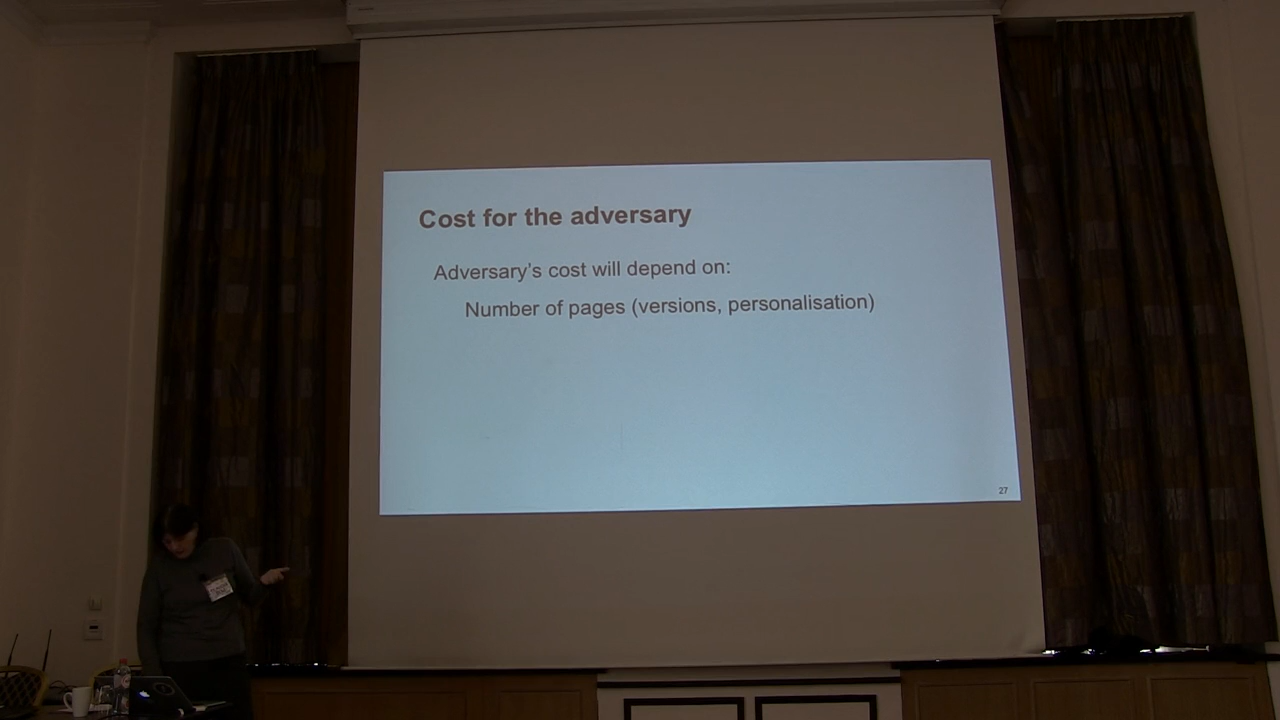 Cost for the adversary
Adversary's cost will depend on:
Number of pages (versions, personalisation)
27